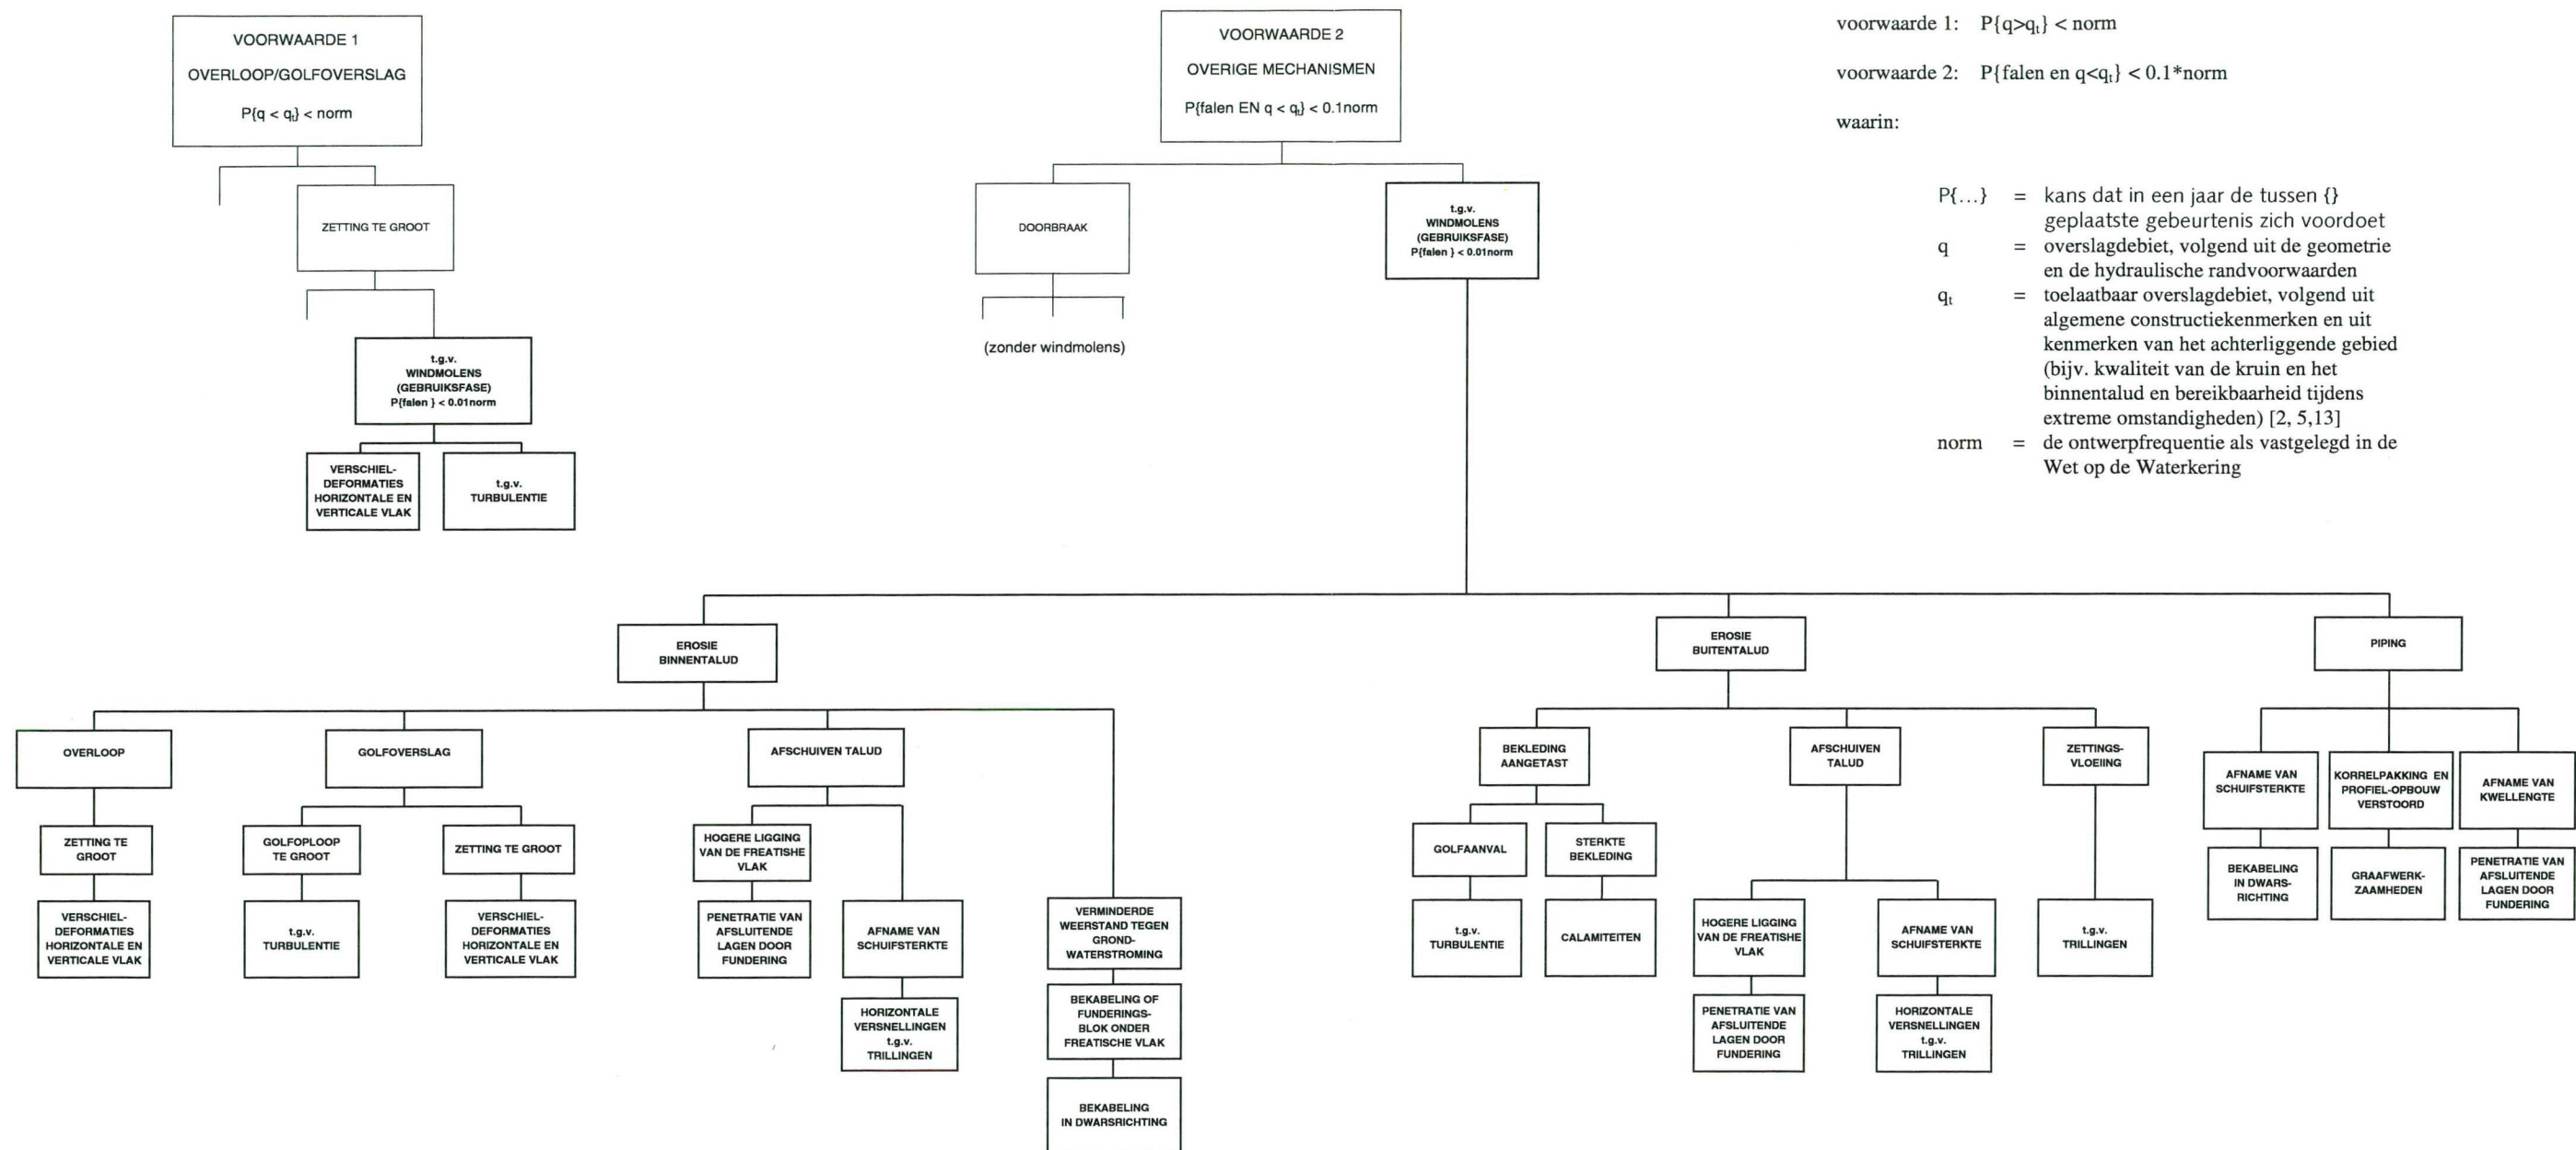 VOORWAARDE 1
OVERLOOP/GOLFOVERSLAG
P{q < qt} < norm
ZETTING TE GROOT
t.g.v.
WINDMOLENS
(GEBRUIKSFASE)
P{falen } < 0.01norm
VERSCHIEL-
DEFORMATIES
HORIZONTALE EN
VERTICALE VLAK
t.g.v.
TURBULENTIE
VOORWAARDE 2
OVERIGE MECHANISMEN
P{falen EN q < qt} < 0.1norm
DOORBRAAK
(zonder windmolens)
t.g.v.
WINDMOLENS
(GEBRUIKSFASE)
P{falen } < 0.01norm
voorwaarde 1: P{q>qt} < norm
voorwaarde 2: P{falen en q<qt} < 0.1*norm
waarin:
P{...} = kans dat in een jaar de tussen {}
geplaatste gebeurtenis zich voordoet
q = overslagdebiet, volgend uit de geometrie
en de hydraulische randvoorwaarden
qt = toelaatbaar overslagdebiet, volgend uit
algemene constructiekenmerken en uit
kenmerken van het achterliggende gebied
(bijv. kwaliteit van de kruin en het
binnentalud en bereikbaarheid tijdens
extreme omstandigheden) [2, 5,13]
norm = de ontwerpfrequentie als vastgelegd in de
Wet op de Waterkering
EROSIE
BINNENTALUD
OVERLOOP
ZETTING TE
GROOT
VERSCHIEL-
DEFORMATIES
HORIZONTALE EN
VERTICALE VLAK
GOLFOVERSLAG
GOLFOPLOOP
TE GROOT
t.g.v.
TURBULENTIE
ZETTING TE GROOT
VERSCHIEL-
DEFORMATIES
HORIZONTALE EN
VERTICALE VLAK
AFSCHUIVEN TALUD
HOGERE LIGGING
VAN DE FREATISHE
VLAK
PENETRATIE VAN
AFSLUITENDE
LAGEN DOOR
FUNDERING
AFNAME VAN
SCHUIFSTERKTE
HORIZONTALE
VERSNELLINGEN
t.g.v.
TRILLINGEN
VERMINDERDE
WEERSTAND TEGEN
GROND-
WATERSTROMING
BEKABELING OF
FUNDERINGS-
BLOK ONDER
FREATISCHE VLAK
BEKABELING
IN DWARSRICHTING
EROSIE
BUITENTALUD
BEKLEDING
AANGETAST
GOLFAANVAL
t.g.v.
TURBULENTIE
STERKTE
BEKLEDING
CALAMITEITEN
AFSCHUIVEN
TALUD
HOGERE LIGGING
VAN DE FREATISHE
VLAK
PENETRATIE VAN
AFSLUITENDE
LAGEN DOOR
FUNDERING
AFNAME VAN
SCHUIFSTERKTE
HORIZONTALE
VERSNELLINGEN
t.g.v.
TRILLINGEN
ZETTINGS-
VLOEIING
t.g.v.
TRILLINGEN
PIPING
AFNAME VAN
SCHUIFSTERKTE
BEKABELING
IN DWARS-
RICHTING
KORRELPAKKING EN
PROFIEL-OPBOUW
VERSTOORD
GRAAFWERK-
ZAAMHEDEN
AFNAME VAN
KWELLENGTE
PENETRATIE VAN
AFSLUITENDE
LAGEN DOOR
FUNDERING